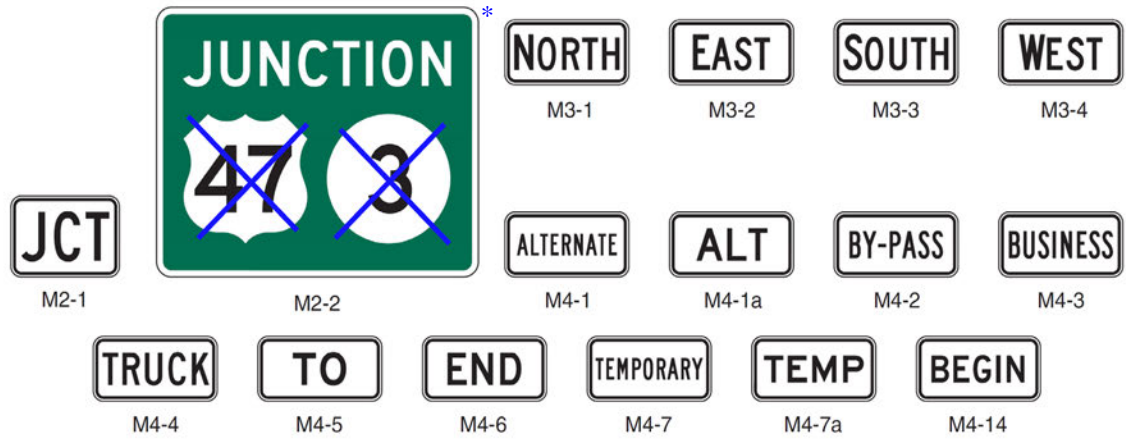 JUNCTION *
47 3
NORTH EAST SOUTH WEST
M3-1 M3-2 M3-3 M3-4
JCT
M2-1
M2-2
ALTERNATE ALT BY-PASS BUSINESS
M4-1 M4-1a M4-2 M4-3
TRUCK TO END TEMPORARY TEMP BEGIN
M4-4 M4-5 M4-6 M4-7 M4-7a M4-14